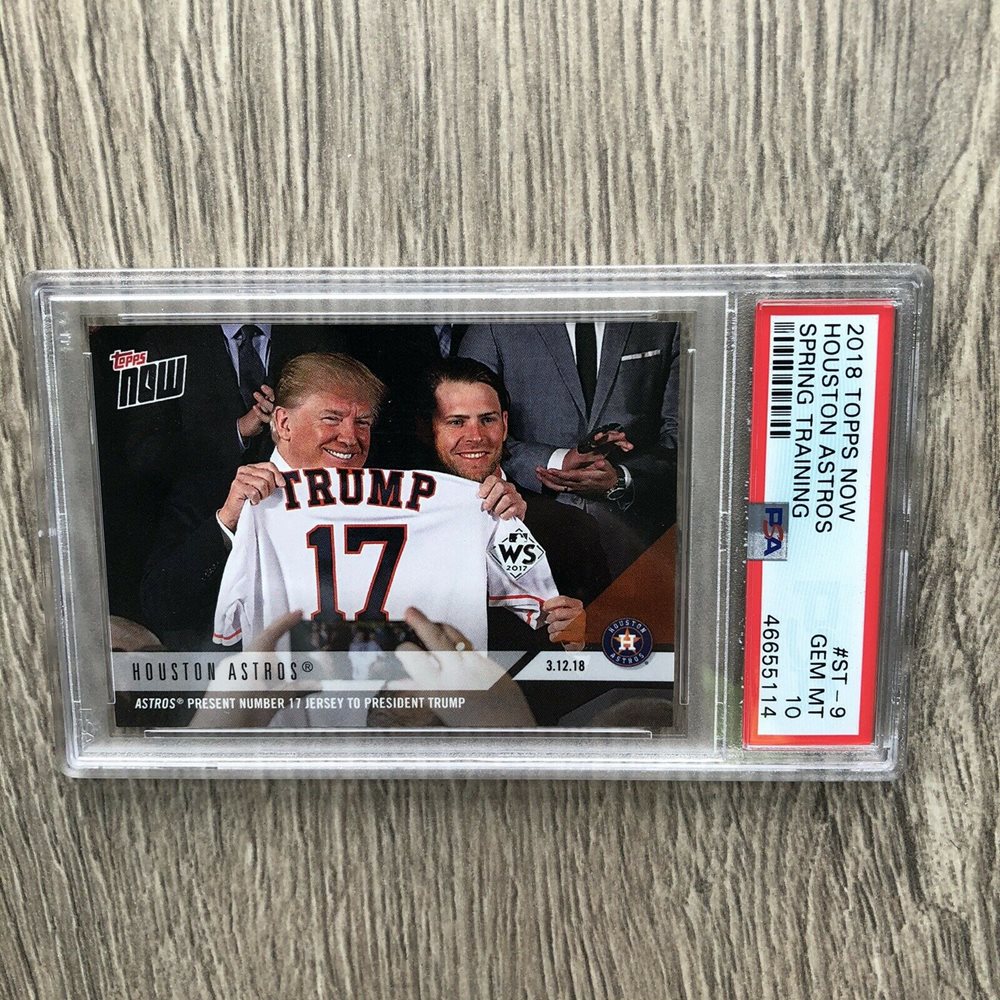 TOPPS
NOW
TRUMP
17
WS
2017
HOUSTON
H
ASTROS
HOUSTON ASTROS®
3.12.18
ASTROS® PRESENT NUMBER 17 JERSEY TO PRESIDENT TRUMP
2018 TOPPS NOW
HOUSTON ASTROS
SPRING TRAINING
PSA
#ST - 9
GEM MT
10
46655114